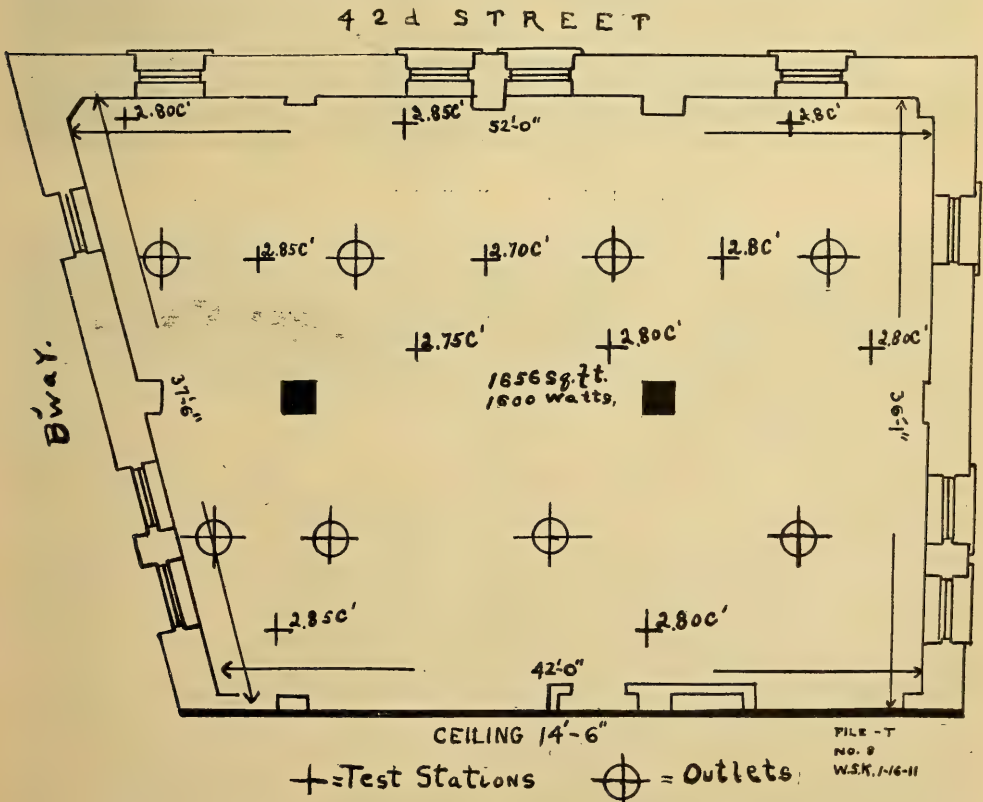 42d STREET
2.80C'
2.85C'
2.8C'
52'-0"
2.85C'
2.70C'
2.8C'
2.75C'
2.80C'
2.80C'
B'way.
37'-6"
1656 Sq. ft.
1600 watts,
36'-1"
2.85C'
2.80C'
42'-0"
CEILING 14'-6"
FILE - T
NO. 8
W.S.K. 1-16-11
=Test Stations
= Outlets